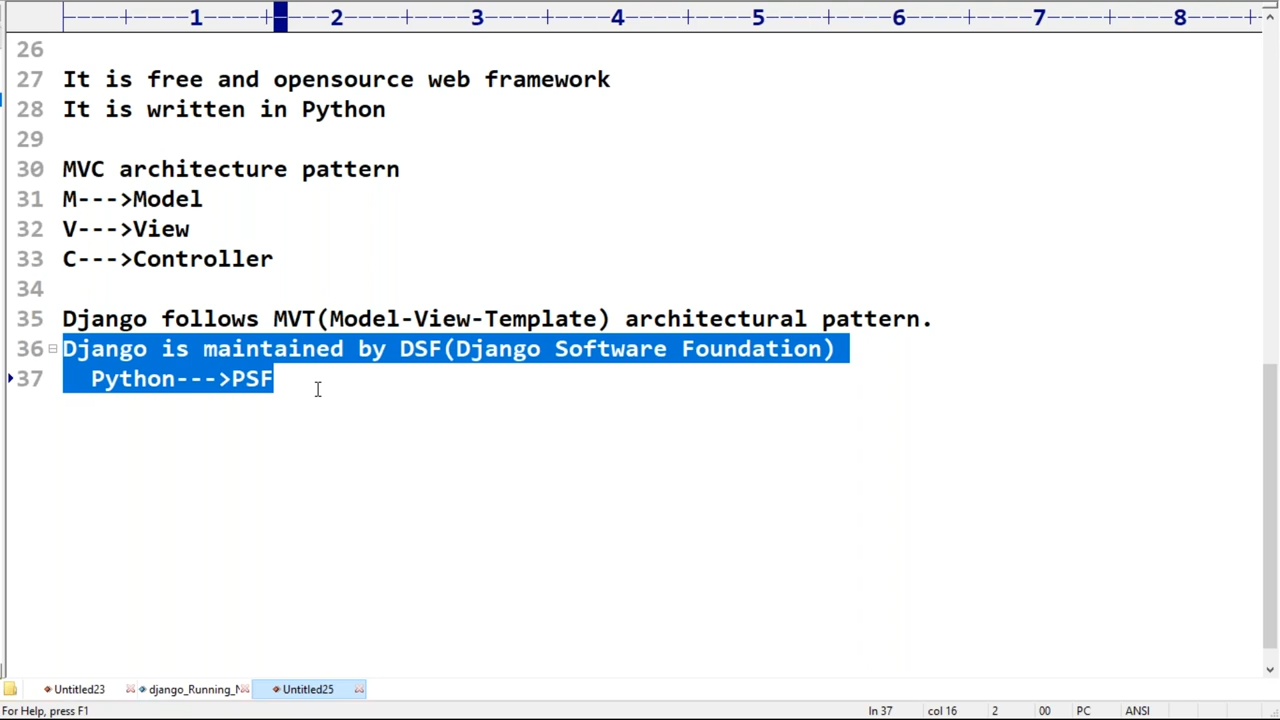 1 2 3 4 5 6 7 8
26
27 It is free and opensource web framework
28 It is written in Python
29
30 MVC architecture pattern
31 M--->Model
32 V--->View
33 C--->Controller
34
35 Django follows MVT(Model-View-Template) architectural pattern.
36 Django is maintained by DSF(Django Software Foundation)
37 Python--->PSF
Untitled23 django_Running_N Untitled25
For Help, press F1 ln 37 col 16 2 00 PC ANSI